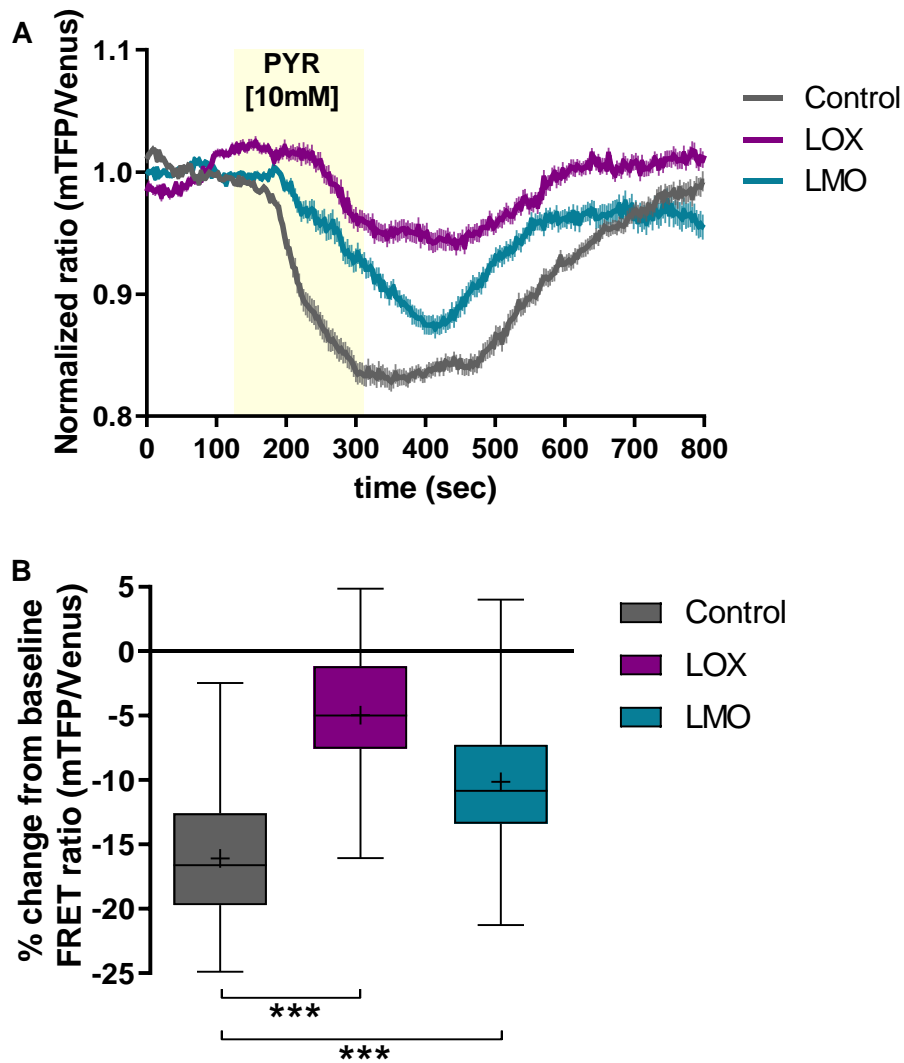 A
Normalized ratio (mTFP/Venus)
1.1
1.0
0.9
0.8
PYR
[10mM]
0 100 200 300 400 500 600 700 800
time (sec)
Control
LOX
LMO
B
% change from baseline
FRET ratio (mTFP/Venus)
5
0
-5
-10
-15
-20
-25
Control
LOX
LMO
***
***